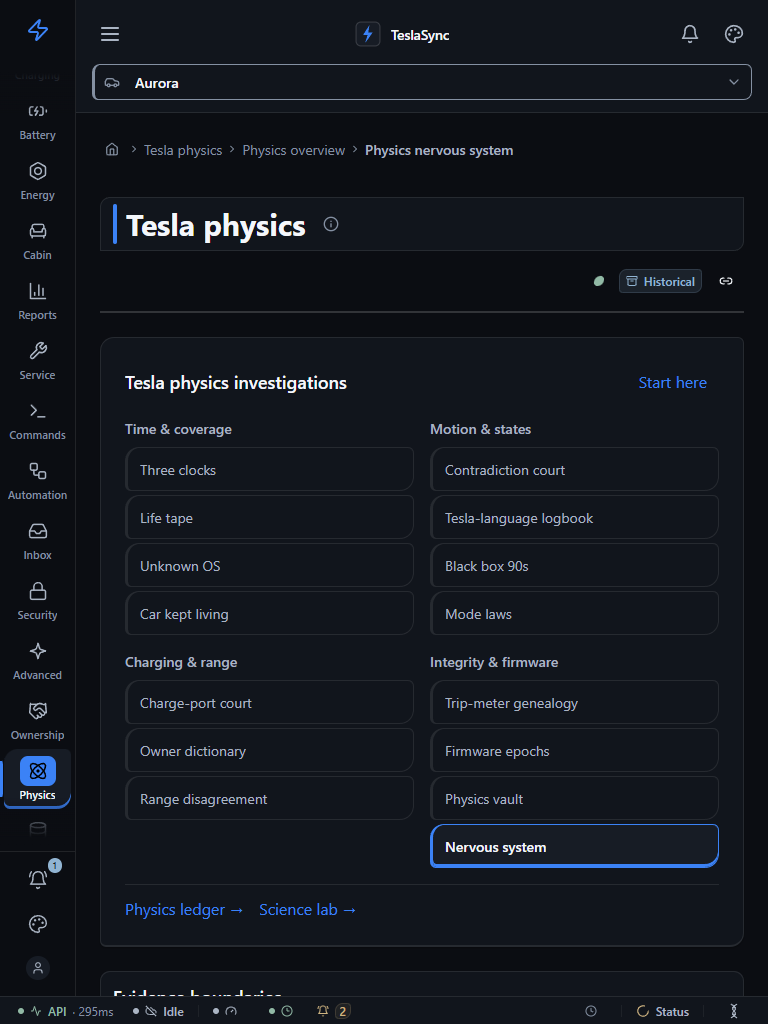 TeslaSync
Aurora
Charging
Battery
Energy
Cabin
Reports
Service
Commands
Automation
Inbox
Security
Advanced
Ownership
Physics
1
Tesla physics > Physics overview > Physics nervous system
Tesla physics
Historical
Tesla physics investigations
Start here
Time & coverage
Three clocks
Life tape
Unknown OS
Car kept living
Motion & states
Contradiction court
Tesla-language logbook
Black box 90s
Mode laws
Charging & range
Charge-port court
Owner dictionary
Range disagreement
Integrity & firmware
Trip-meter genealogy
Firmware epochs
Physics vault
Nervous system
Physics ledger → Science lab →
Evidence boundaries
API · 295ms Idle 2 Status